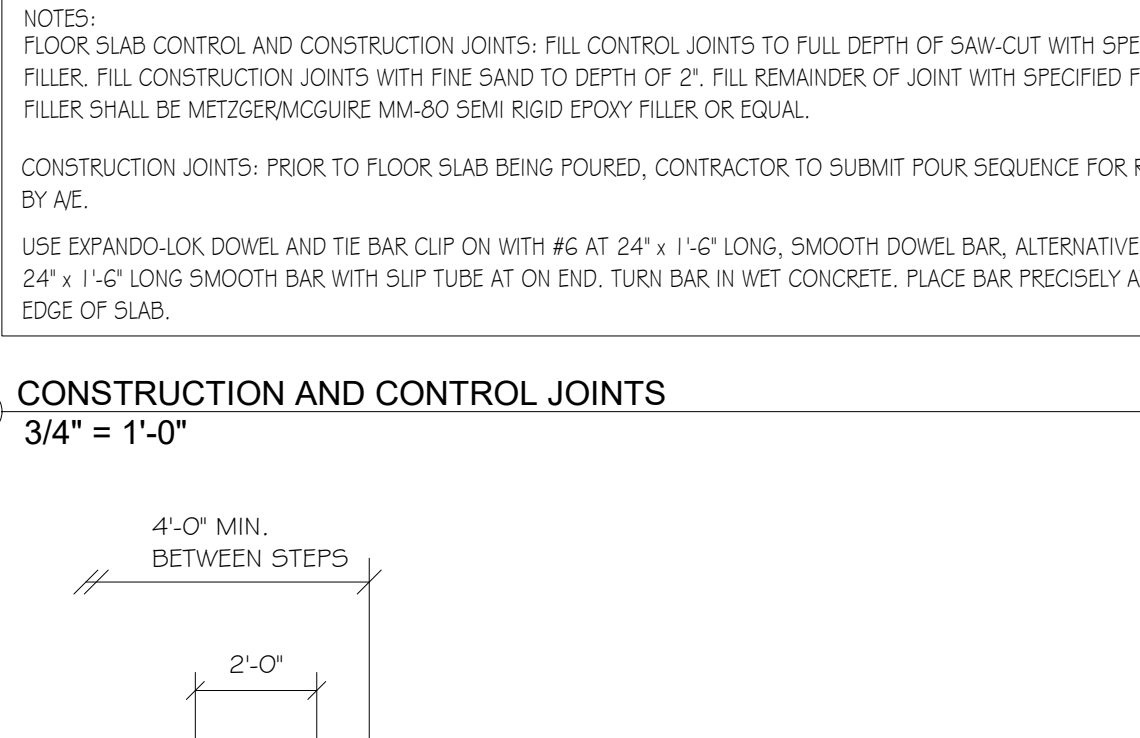 NOTES:
FLOOR SLAB CONTROL AND CONSTRUCTION JOINTS: FILL CONTROL JOINTS TO FULL DEPTH OF SAW-CUT WITH SPE
FILLER. FILL CONSTRUCTION JOINTS WITH FINE SAND TO DEPTH OF 2". FILL REMAINDER OF JOINT WITH SPECIFIED F
FILLER SHALL BE METZGER/MCGUIRE MM-80 SEMI RIGID EPOXY FILLER OR EQUAL.
CONSTRUCTION JOINTS: PRIOR TO FLOOR SLAB BEING POURED, CONTRACTOR TO SUBMIT POUR SEQUENCE FOR R
BY A/E.
USE EXPANDO-LOK DOWEL AND TIE BAR CLIP ON WITH #6 AT 24" x 1'-6" LONG, SMOOTH DOWEL BAR, ALTERNATIVE
24" x 1'-6" LONG SMOOTH BAR WITH SLIP TUBE AT ON END. TURN BAR IN WET CONCRETE. PLACE BAR PRECISELY A
EDGE OF SLAB.
CONSTRUCTION AND CONTROL JOINTS
3/4" = 1'-0"
4'-0" MIN.
BETWEEN STEPS
2'-0"